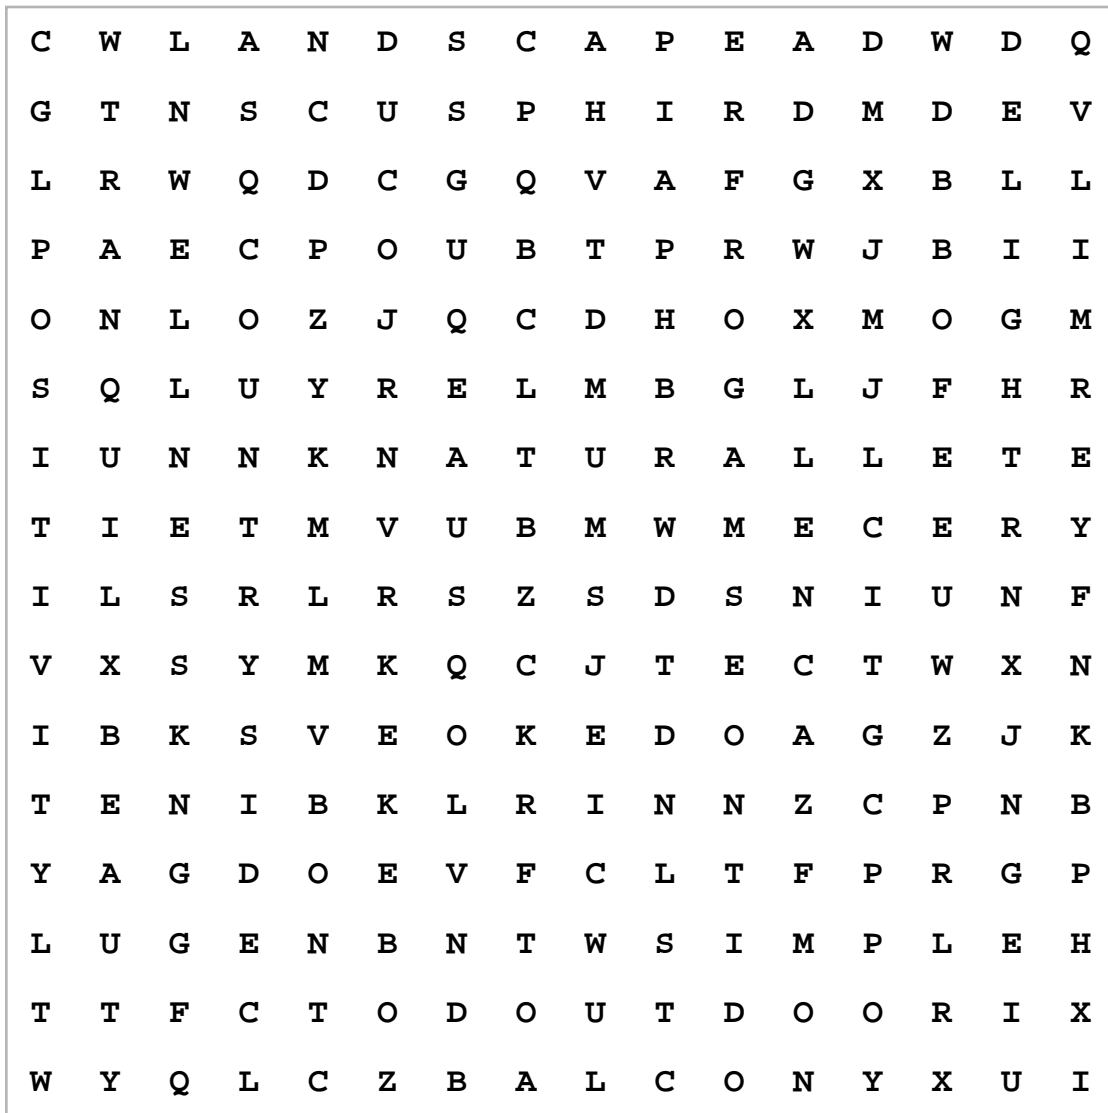 C W L A N D S C A P E A D W D Q
G T N S C U S P H I R D M D E V
L R W Q D C G Q V A F G X B L L
P A E C P O U B T P R W J B I I
O N L O Z J Q C D H O X M O G M
S Q L U Y R E L M B G L J F H R
I U N N K N A T U R A L L E T E
T I E T M V U B M W M E C E R Y
I L S R L R S Z S D S N I U N F
V X S Y M K Q C J T E C T W X N
I B K S V E O K E D O A G Z J K
T E N I B K L R I N N Z C P N B
Y A G D O E V F C L T F P R G P
L U G E N B N T W S I M P L E H
T T F C T O D O U T D O O R I X
W Y Q L C Z B A L C O N Y X U I